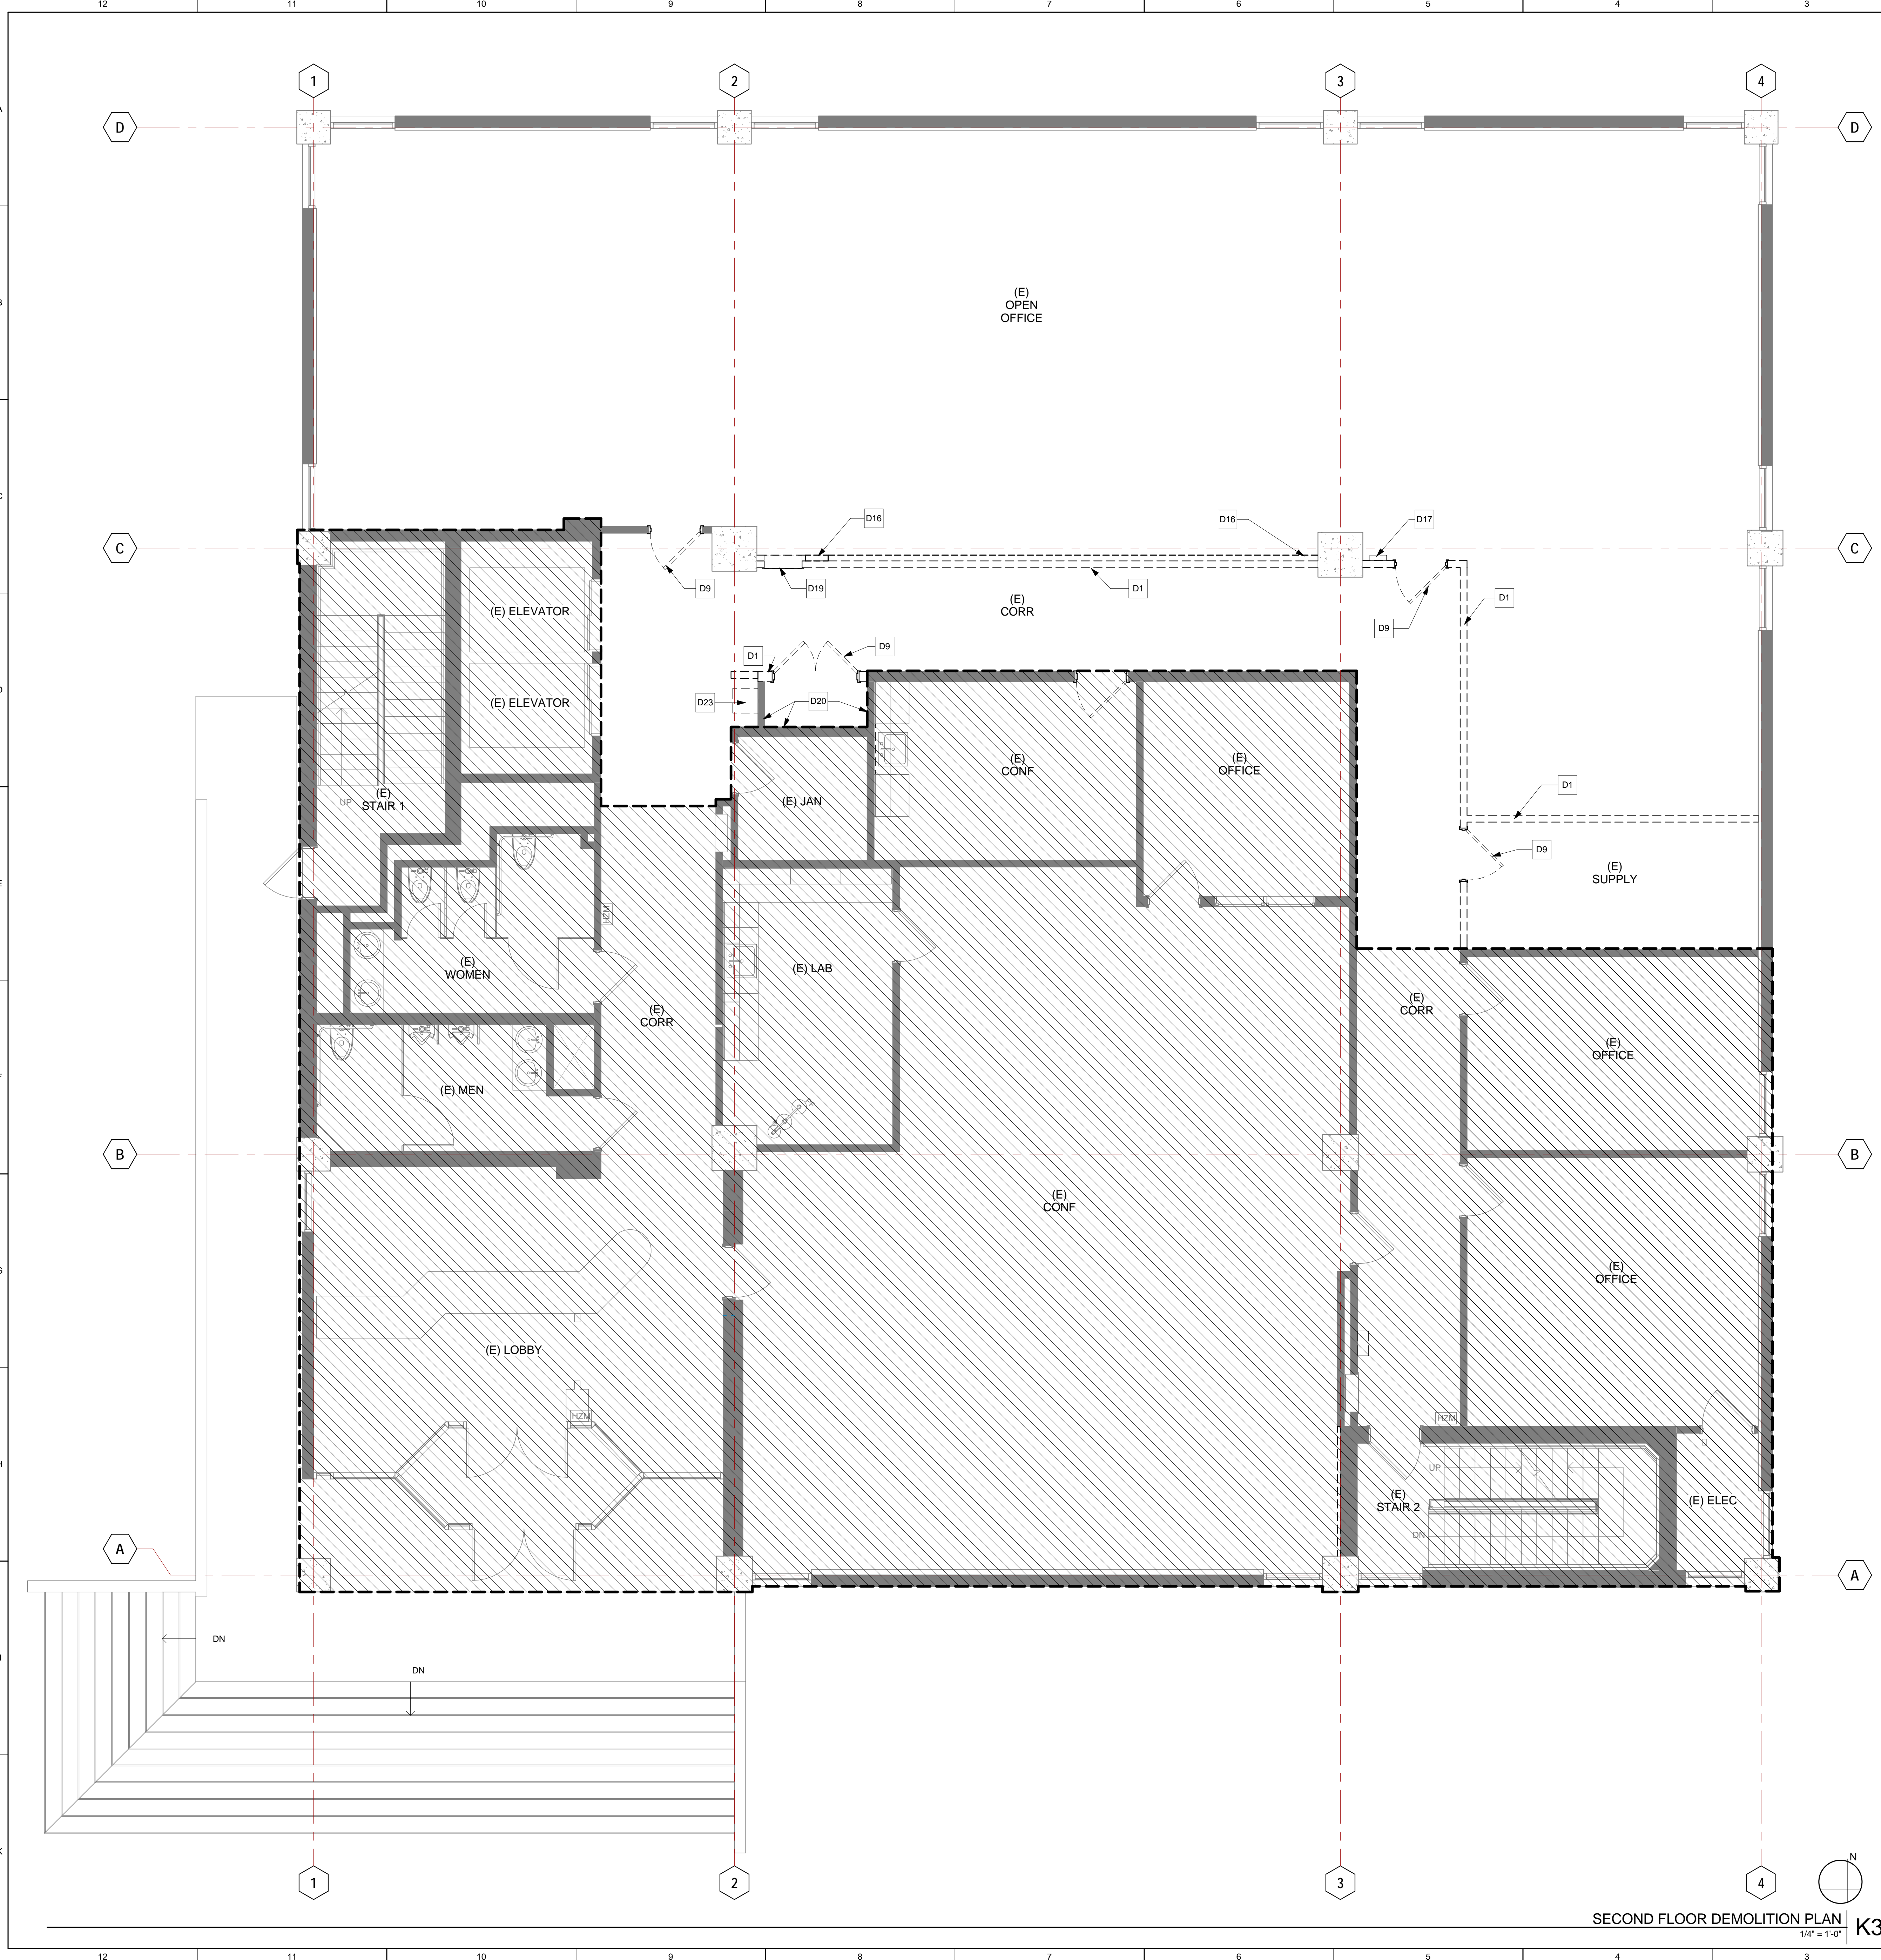 12 11 10 9 8 7 6 5 4 3
1 2 3 4
D D
(E)
OPEN
OFFICE
D16 D16 D17
C C
D9 D19 D1 D1
(E) ELEVATOR
(E)
CORR
D9
D1 D9
(E) ELEVATOR
D23 D20
(E)
CONF
(E)
OFFICE
D1
UP
(E)
STAIR 1
(E) JAN
D9
(E)
SUPPLY
HZM
(E)
WOMEN
(E) LAB
(E)
CORR
(E)
CORR
(E)
OFFICE
(E) MEN
B B
(E)
CONF
(E)
OFFICE
(E) LOBBY
HZM
HZM
UP
(E)
STAIR 2
(E) ELEC
DN
A A
DN
DN
1 2 3 4
N
SECOND FLOOR DEMOLITION PLAN
1/4" = 1'-0"
K3
12 11 10 9 8 7 6 5 4 3